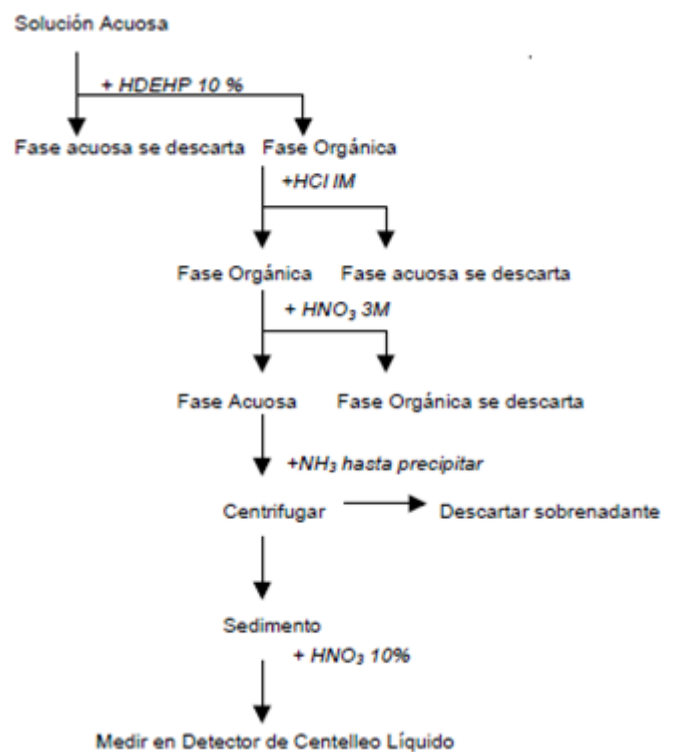 Solución Acuosa
+ HDEHP 10 %
Fase acuosa se descarta Fase Orgánica
+HCl IM
Fase Orgánica Fase acuosa se descarta
+ HNO₃ 3M
Fase Acuosa Fase Orgánica se descarta
+NH₃ hasta precipitar
Centrifugar Descartar sobrenadante
Sedimento
+ HNO₃ 10%
Medir en Detector de Centelleo Líquido